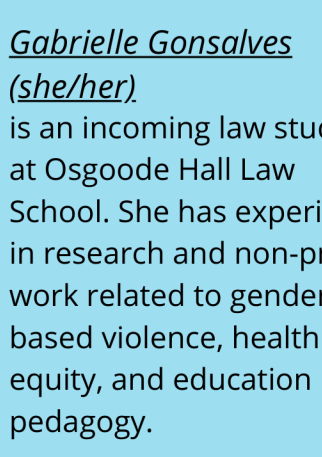 Gabrielle Gonsalves
(she/her)
is an incoming law
at Osgoode Hall Law
School. She has
in research and
work related to
based violence, health
equity, and education
pedagogy.